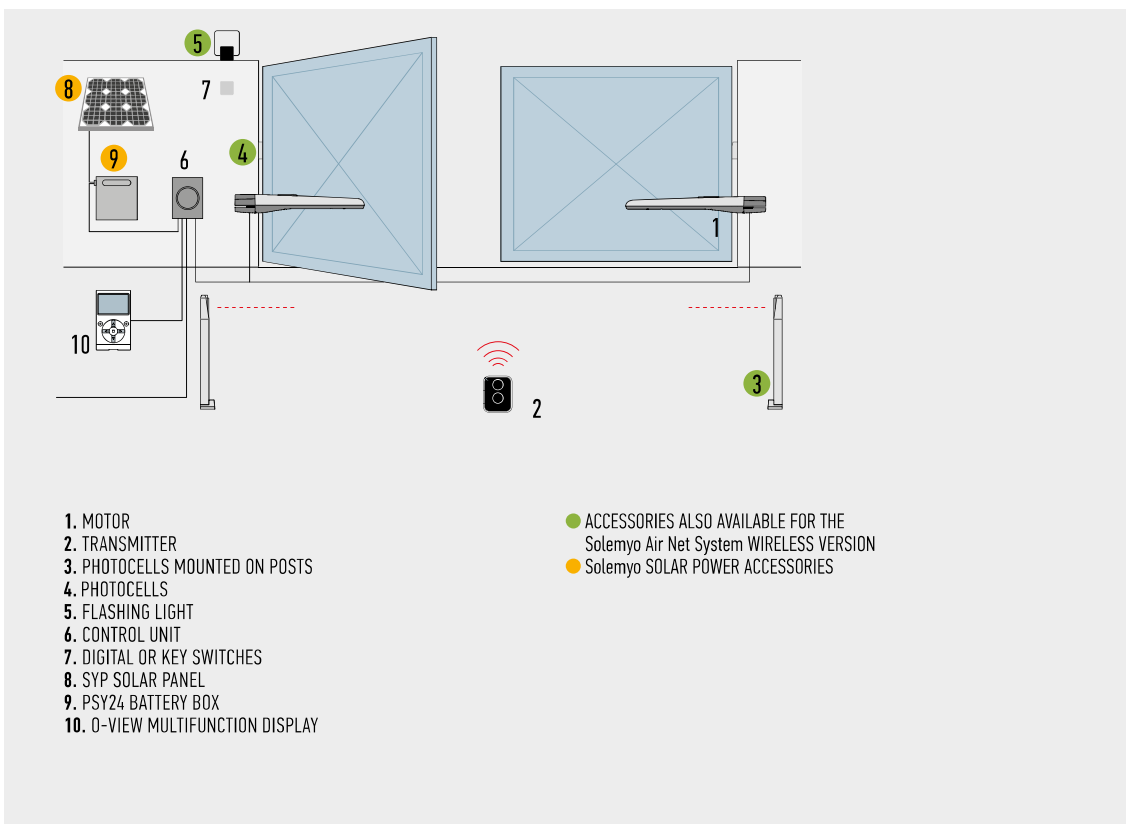 5
8
7
4
9
6
1
10
3
2
1. MOTOR
2. TRANSMITTER
3. PHOTOCELLS MOUNTED ON POSTS
4. PHOTOCELLS
5. FLASHING LIGHT
6. CONTROL UNIT
7. DIGITAL OR KEY SWITCHES
8. SYP SOLAR PANEL
9. PSY24 BATTERY BOX
10. O-VIEW MULTIFUNCTION DISPLAY
ACCESSORIES ALSO AVAILABLE FOR THE
Solemyo Air Net System WIRELESS VERSION
Solemyo SOLAR POWER ACCESSORIES